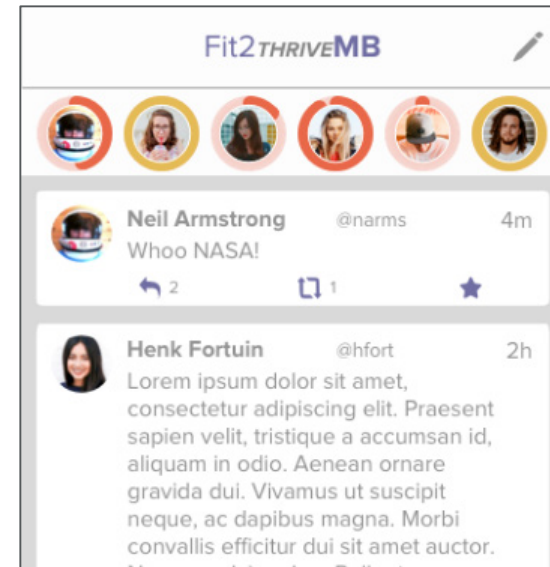 Fit2THRIVEMB
Neil Armstrong @narms 4m
Whoo NASA!
2 1
Henk Fortuin @hfort 2h
Lorem ipsum dolor sit amet,
consectetur adipiscing elit. Praesent
sapien velit, tristique a accumsan id,
aliquam in odio. Aenean ornare
gravida dui. Vivamus ut suscipit
neque, ac dapibus magna. Morbi
convallis efficitur dui sit amet auctor.